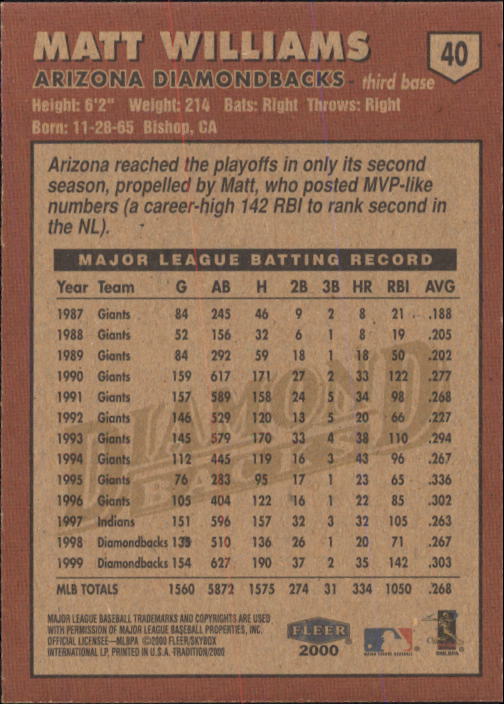 MATT WILLIAMS
40
ARIZONA DIAMONDBACKS™ third base
Height: 6'2" Weight: 214 Bats: Right Throws: Right
Born: 11-28-65 Bishop, CA
Arizona reached the playoffs in only its second
season, propelled by Matt, who posted MVP-like
numbers (a career-high 142 RBI to rank second in
the NL).
MAJOR LEAGUE BATTING RECORD
Year Team G AB H 2B 3B HR RBI AVG
1987 Giants 84 245 46 9 2 8 21 .188
1988 Giants 52 156 32 6 1 8 19 .205
1989 Giants 84 292 59 18 1 18 50 .202
1990 Giants 159 617 171 27 2 33 122 .277
1991 Giants 157 589 158 24 5 34 98 .268
1992 Giants 146 529 120 13 5 20 66 .227
1993 Giants 145 579 170 33 4 38 110 .294
1994 Giants 112 445 119 16 3 43 96 .267
1995 Giants 76 283 95 17 1 23 65 .336
1996 Giants 105 404 122 16 1 22 85 .302
1997 Indians 151 596 157 32 3 32 105 .263
1998 Diamondbacks 135 510 136 26 1 20 71 .267
1999 Diamondbacks 154 627 190 37 2 35 142 .303
MLB TOTALS 1560 5872 1575 274 31 334 1050 .268
DIAMOND
BACKS
MAJOR LEAGUE BASEBALL TRADEMARKS AND COPYRIGHTS ARE USED
WITH PERMISSION OF MAJOR LEAGUE BASEBALL PROPERTIES, INC.
OFFICIAL LICENSEE—MLBPA ©2000 FLEER/SKYBOX
INTERNATIONAL LP, PRINTED IN U.S.A. TRADITION/2000
FLEER
2000